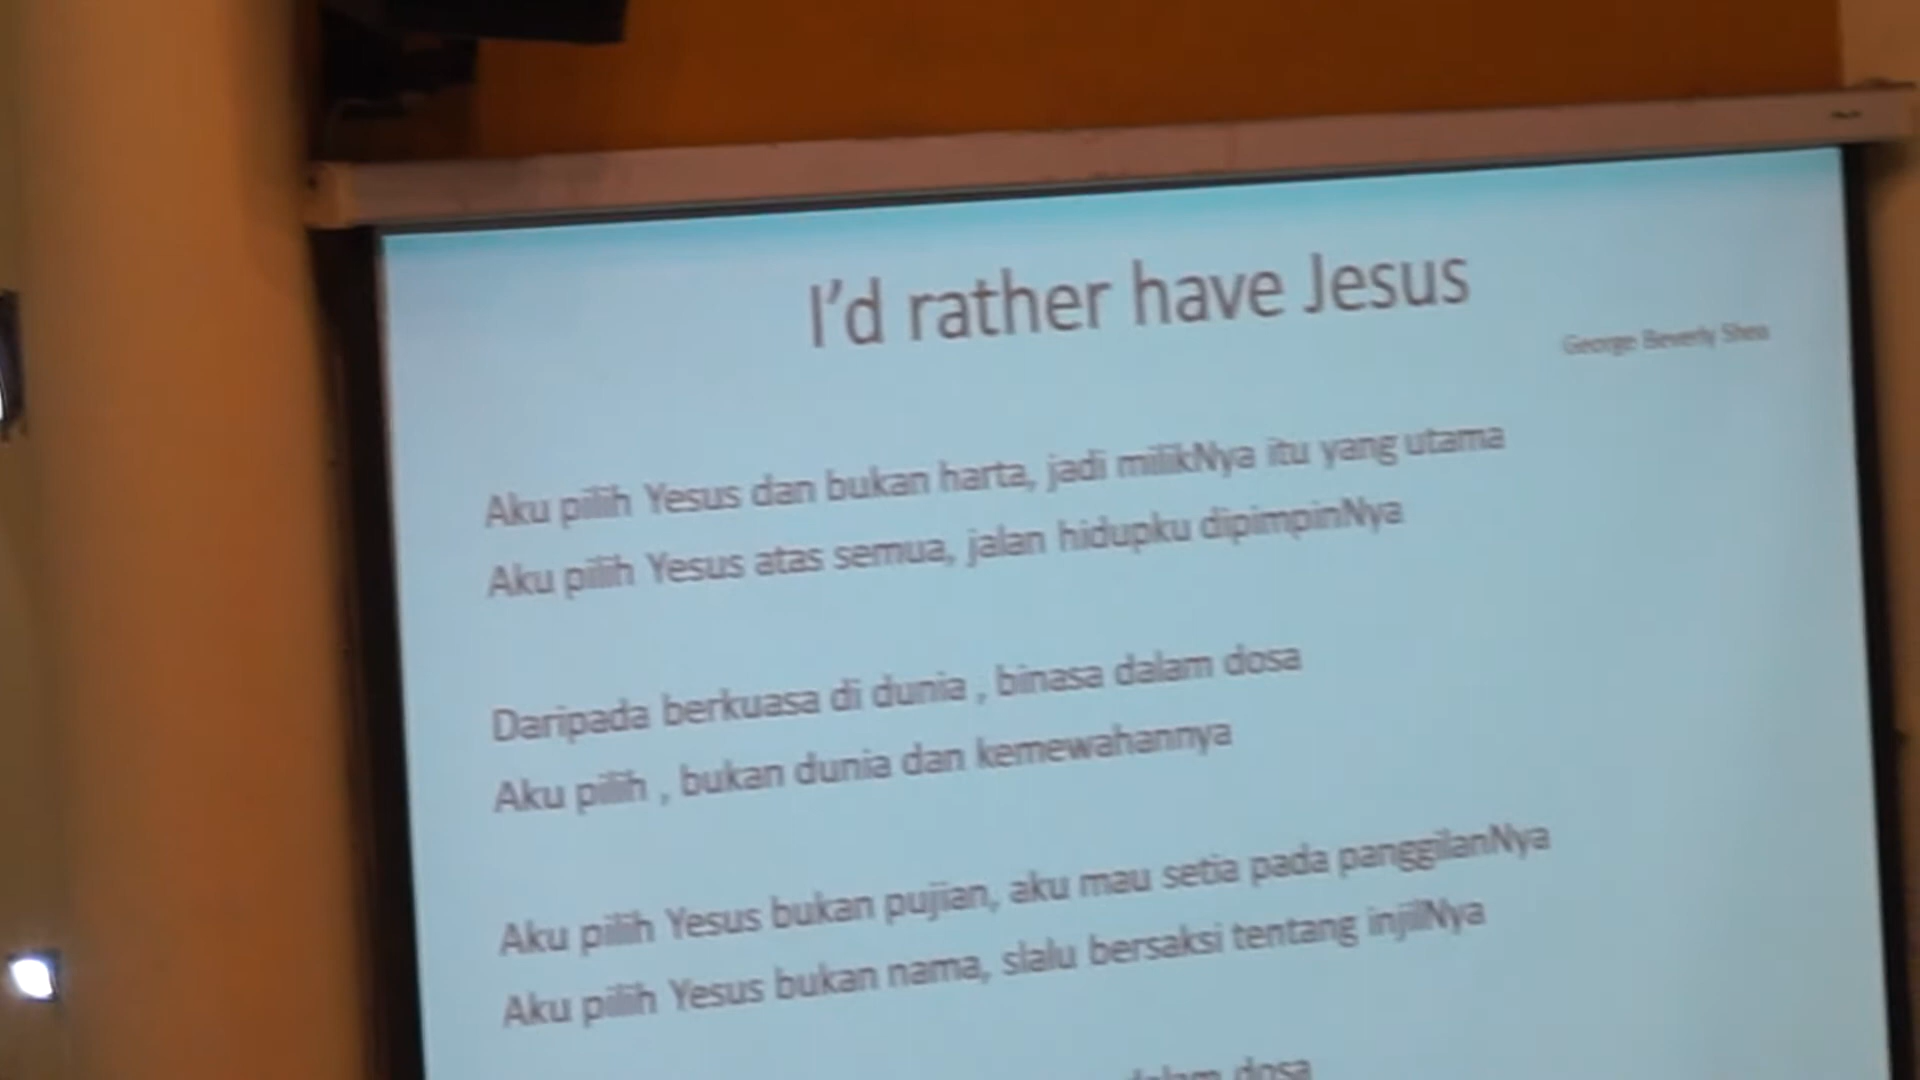 I'd rather have Jesus
George Beverly Shea
Aku pilih Yesus dan bukan harta, jadi milikNya itu yang utama
Aku pilih Yesus atas semua, jalan hidupku dipimpinNya
Daripada berkuasa di dunia , binasa dalam dosa
Aku pilih , bukan dunia dan kemewahannya
Aku pilih Yesus bukan pujian, aku mau setia pada panggilanNya
Aku pilih Yesus bukan nama, slalu bersaksi tentang injilNya
dalam dosa